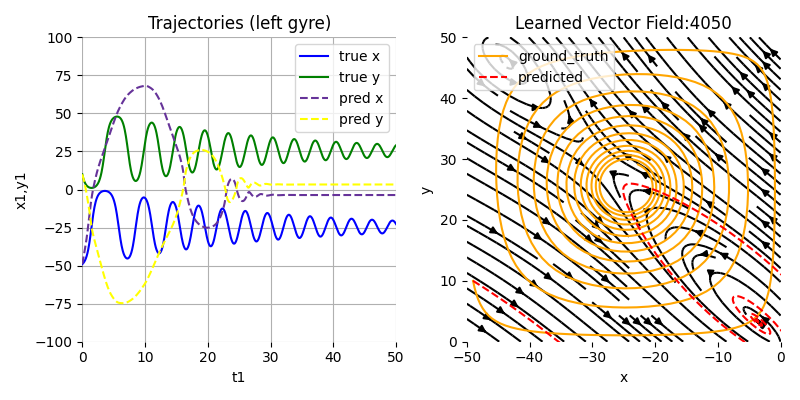 Trajectories (left gyre)
x1,y1
100
75
50
25
0
−25
−50
−75
−100
true x
true y
pred x
pred y
0
10
20
30
40
50
t1
Learned Vector Field:4050
y
50
40
30
20
10
0
ground_truth
predicted
−50
−40
−30
−20
−10
0
x